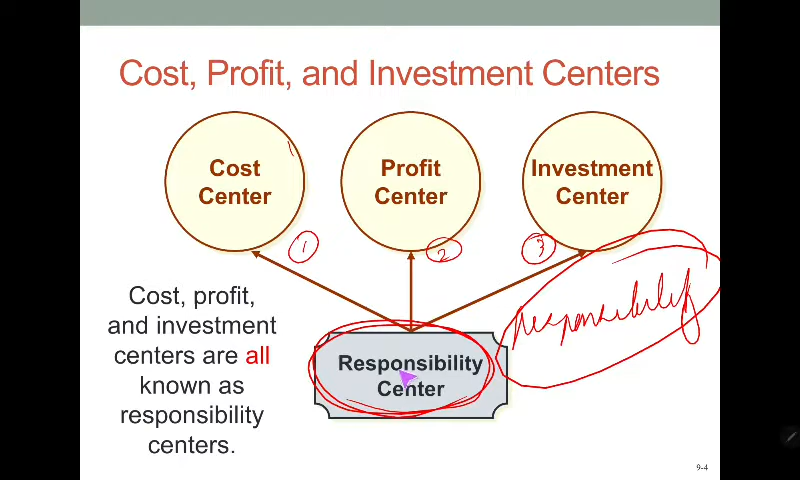 Cost, Profit, and Investment Centers
Cost
Center
Profit
Center
Investment
Center
1
2
3
responsibility
Cost, profit,
and investment
centers are all
known as
responsibility
centers.
Responsibility
Center
9-4